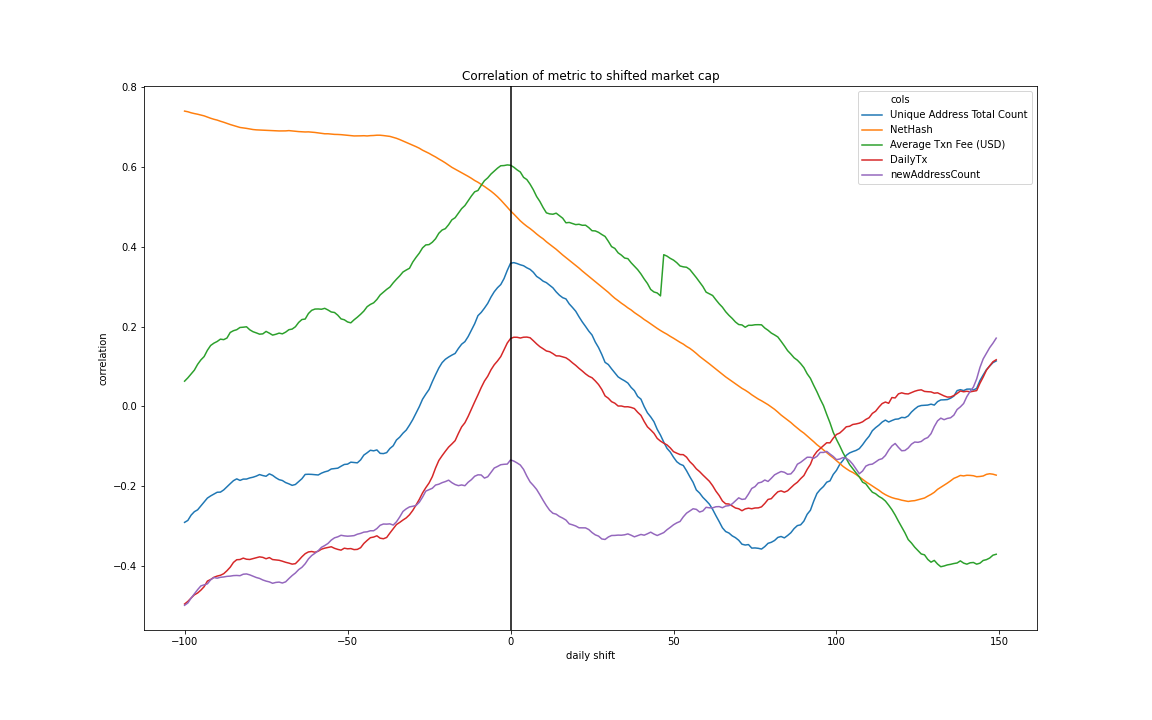 Correlation of metric to shifted market cap
cols
Unique Address Total Count
NetHash
Average Txn Fee (USD)
DailyTx
newAddressCount
0.8
0.6
0.4
0.2
0.0
−0.2
−0.4
correlation
−100
−50
0
50
100
150
daily shift